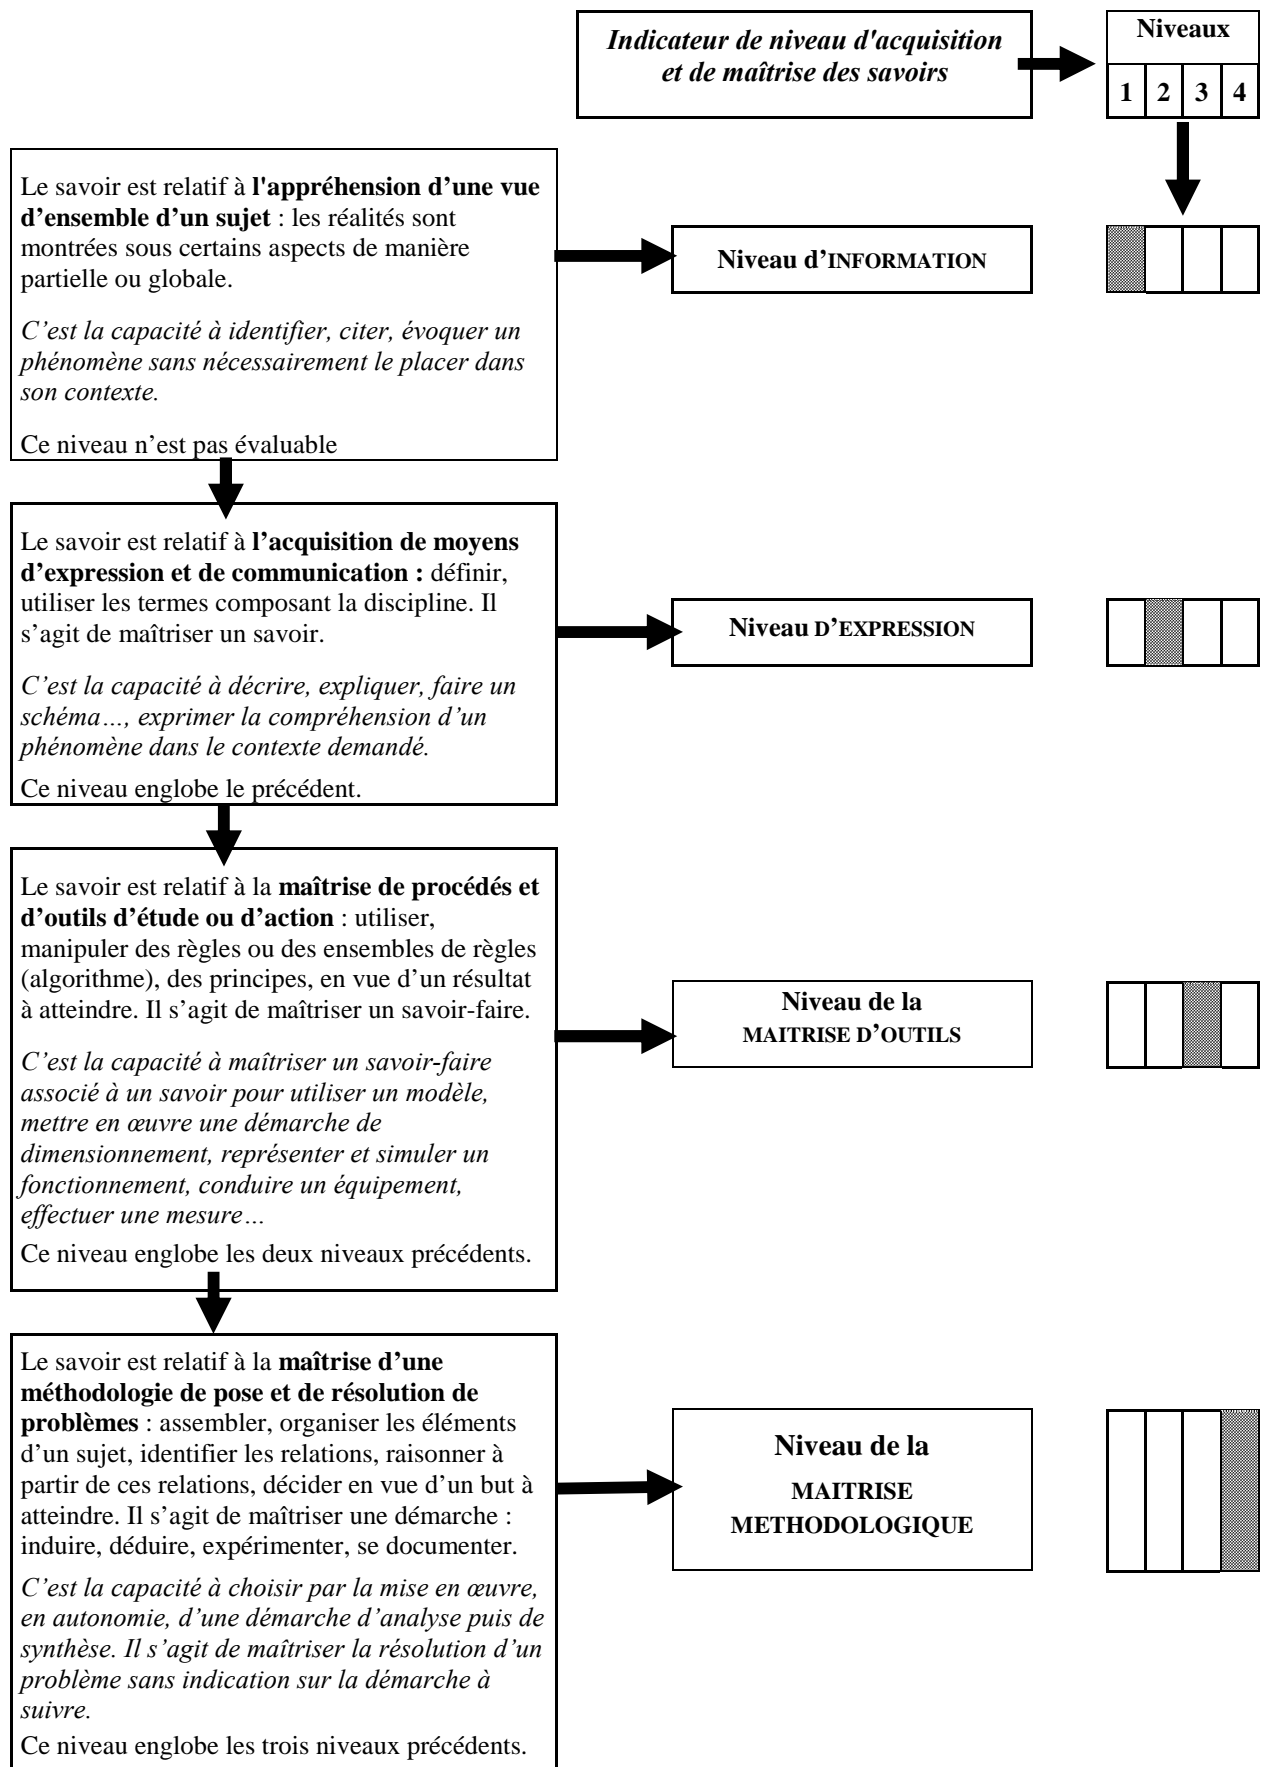 Indicateur de niveau d'acquisition
et de maîtrise des savoirs
Niveaux
1 2 3 4
Le savoir est relatif à l'appréhension d’une vue
d’ensemble d’un sujet : les réalités sont
montrées sous certains aspects de manière
partielle ou globale.
C’est la capacité à identifier, citer, évoquer un
phénomène sans nécessairement le placer dans
son contexte.
Ce niveau n’est pas évaluable
Niveau d’INFORMATION
Le savoir est relatif à l’acquisition de moyens
d’expression et de communication : définir,
utiliser les termes composant la discipline. Il
s’agit de maîtriser un savoir.
C’est la capacité à décrire, expliquer, faire un
schéma…, exprimer la compréhension d’un
phénomène dans le contexte demandé.
Ce niveau englobe le précédent.
Niveau D’EXPRESSION
Le savoir est relatif à la maîtrise de procédés et
d’outils d’étude ou d’action : utiliser,
manipuler des règles ou des ensembles de règles
(algorithme), des principes, en vue d’un résultat
à atteindre. Il s’agit de maîtriser un savoir-faire.
C’est la capacité à maîtriser un savoir-faire
associé à un savoir pour utiliser un modèle,
mettre en œuvre une démarche de
dimensionnement, représenter et simuler un
fonctionnement, conduire un équipement,
effectuer une mesure…
Ce niveau englobe les deux niveaux précédents.
Niveau de la
MAITRISE D’OUTILS
Le savoir est relatif à la maîtrise d’une
méthodologie de pose et de résolution de
problèmes : assembler, organiser les éléments
d’un sujet, identifier les relations, raisonner à
partir de ces relations, décider en vue d’un but à
atteindre. Il s’agit de maîtriser une démarche :
induire, déduire, expérimenter, se documenter.
C’est la capacité à choisir par la mise en œuvre,
en autonomie, d’une démarche d’analyse puis de
synthèse. Il s’agit de maîtriser la résolution d’un
problème sans indication sur la démarche à
suivre.
Ce niveau englobe les trois niveaux précédents.
Niveau de la
MAITRISE
METHODOLOGIQUE